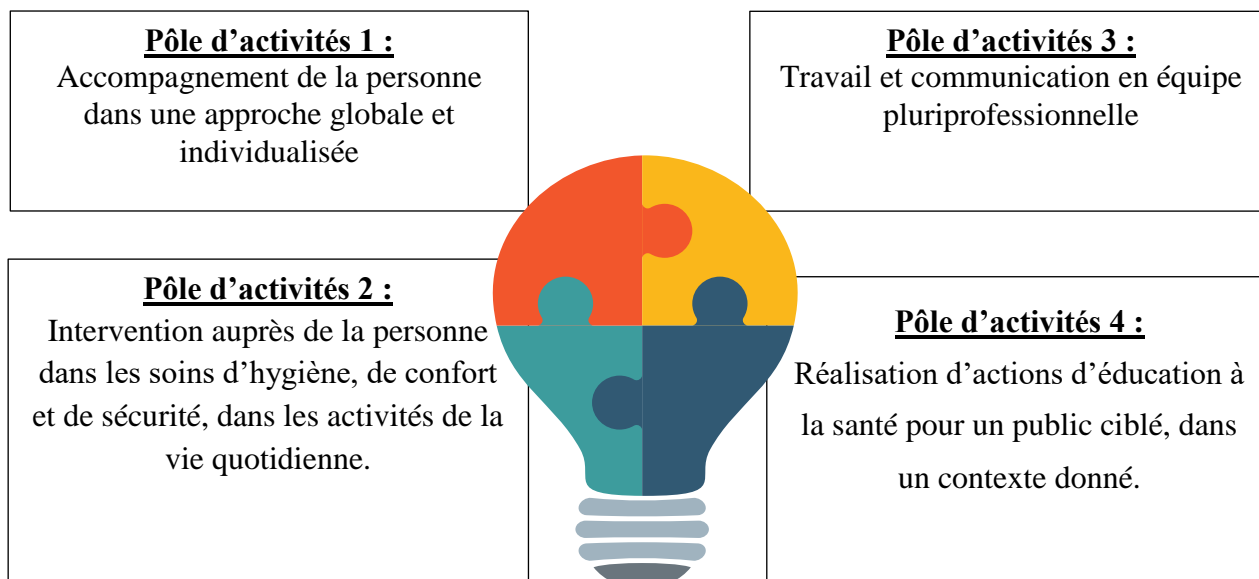 Pôle d’activités 1 :
Accompagnement de la personne
dans une approche globale et
individualisée
Pôle d’activités 3 :
Travail et communication en équipe
pluriprofessionnelle
Pôle d’activités 2 :
Intervention auprès de la personne
dans les soins d’hygiène, de confort
et de sécurité, dans les activités de la
vie quotidienne.
Pôle d’activités 4 :
Réalisation d’actions d’éducation à
la santé pour un public ciblé, dans
un contexte donné.